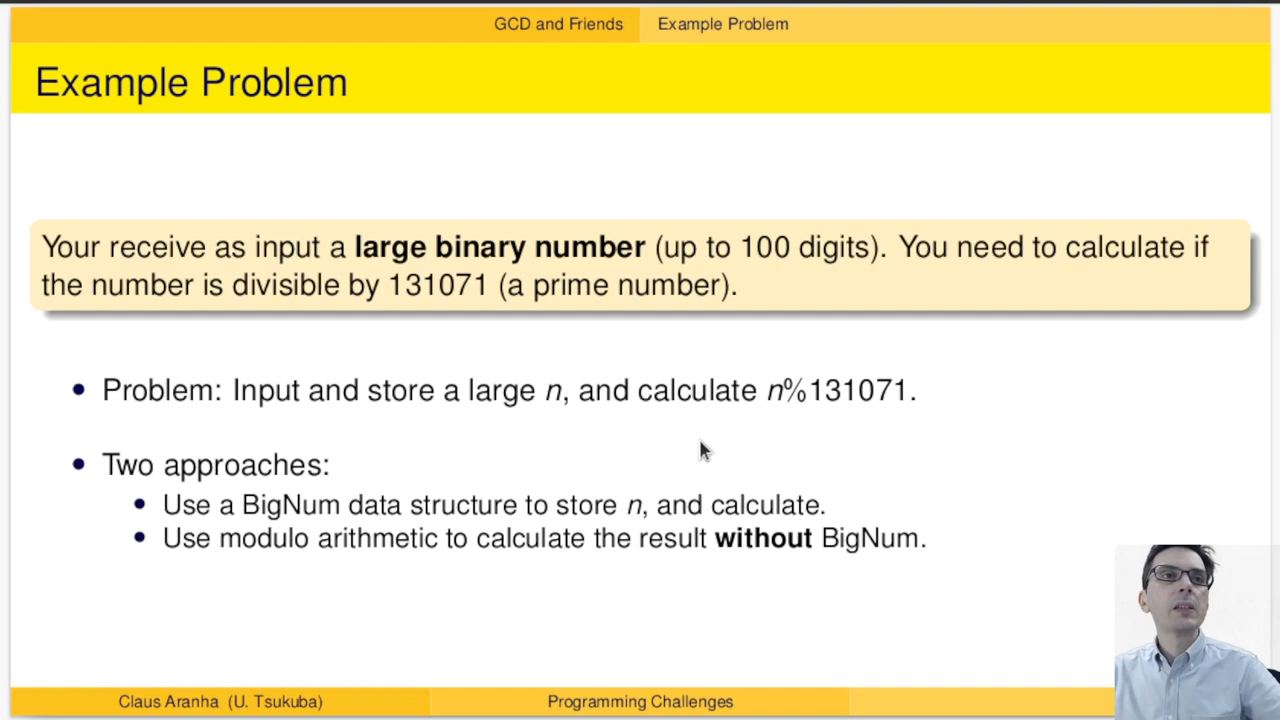 GCD and Friends Example Problem
Example Problem
Your receive as input a large binary number (up to 100 digits). You need to calculate if
the number is divisible by 131071 (a prime number).
• Problem: Input and store a large n, and calculate n%131071.
• Two approaches:
• Use a BigNum data structure to store n, and calculate.
• Use modulo arithmetic to calculate the result without BigNum.
Claus Aranha (U. Tsukuba) Programming Challenges